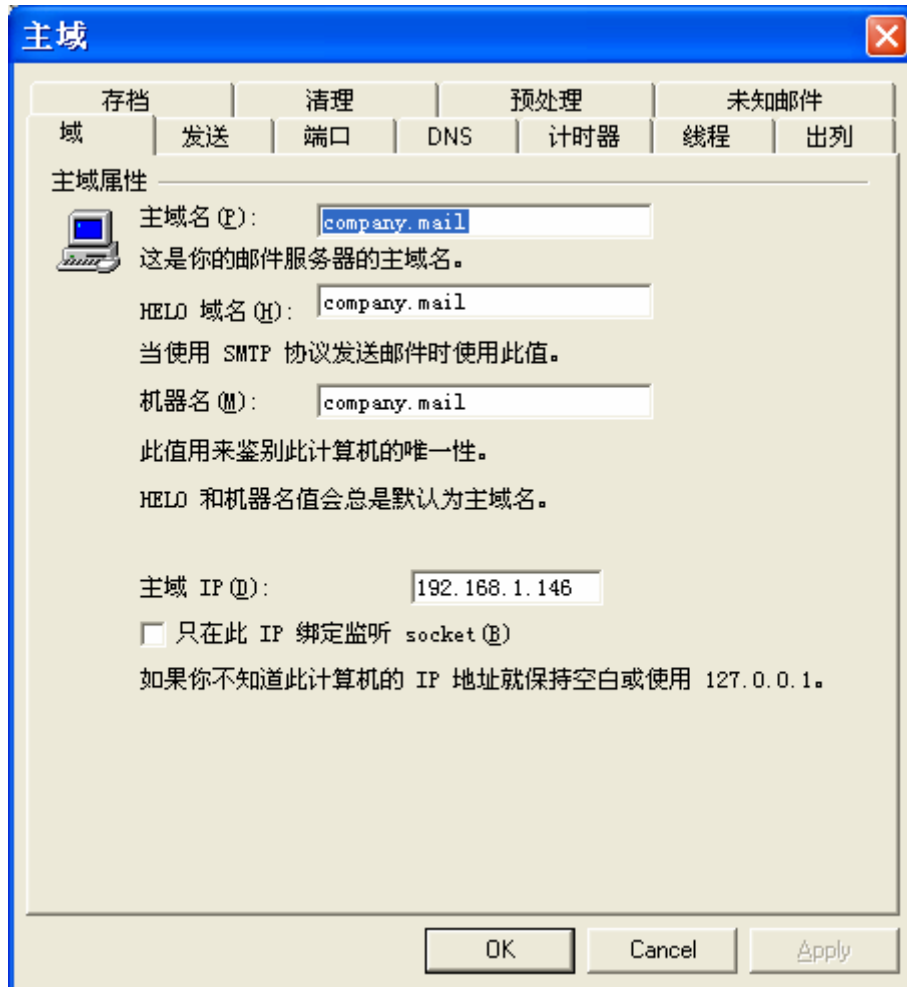 主域
存档 清理 预处理 未知邮件
域 发送 端口 DNS 计时器 线程 出列
主域属性
主域名(P): company.mail
这是你的邮件服务器的主域名。
HELO 域名(H): company.mail
当使用 SMTP 协议发送邮件时使用此值。
机器名(M): company.mail
此值用来鉴别此计算机的唯一性。
HELO 和机器名值会总是默认为主域名。
主域 IP(D): 192.168.1.146
只在此 IP 绑定监听 socket(B)
如果你不知道此计算机的 IP 地址就保持空白或使用 127.0.0.1。
OK Cancel Apply